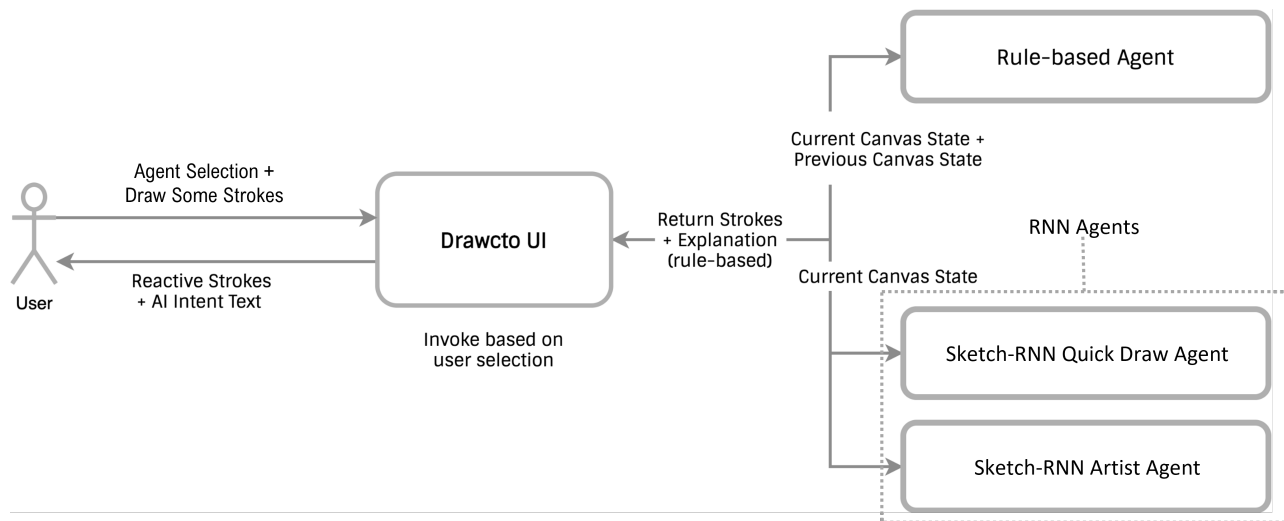 Rule-based Agent
Current Canvas State +
Previous Canvas State
Agent Selection +
Draw Some Strokes
Drawcto UI
Return Strokes
+ Explanation
(rule-based)
RNN Agents
Current Canvas State
Reactive Strokes
+ AI Intent Text
User
Invoke based on
user selection
Sketch-RNN Quick Draw Agent
Sketch-RNN Artist Agent